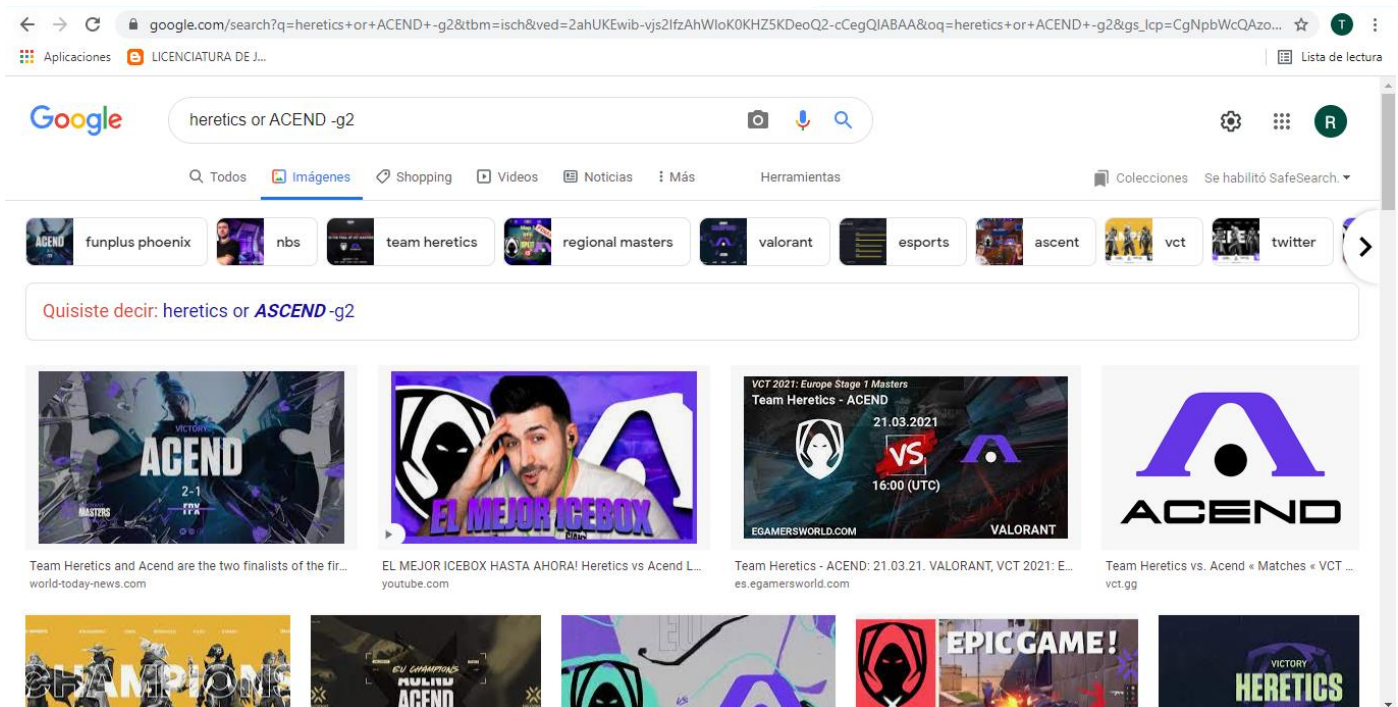 google.com/search?q=heretics+or+ACEND+-g2&tbm=isch&ved=2ahUKEwib-vjs2lfzAhWIoK0KHZ5KDeoQ2-cCegQIABAA&oq=heretics+or+ACEND+-g2&gs_lcp=CgNpbWcQAzo...
T
Aplicaciones
LICENCIATURA DE J...
Lista de lectura
Google
heretics or ACEND -g2
R
Todos
Imágenes
Shopping
Videos
Noticias
Más
Herramientas
Colecciones
Se habilitó SafeSearch.
ACEND
funplus phoenix
nbs
team heretics
regional masters
valorant
esports
ascent
vct
twitter
Quisiste decir: heretics or ASCEND -g2
VICTORY
ACEND
2-1
FPX
MASTERS
EL MEJOR ICEBOX
VCT 2021: Europe Stage 1 Masters
Team Heretics - ACEND
21.03.2021
VS
16:00 (UTC)
EGAMERSWORLD.COM
VALORANT
ACEND
Team Heretics and Acend are the two finalists of the fir...
world-today-news.com
EL MEJOR ICEBOX HASTA AHORA! Heretics vs Acend L...
youtube.com
Team Heretics - ACEND: 21.03.21. VALORANT, VCT 2021: E...
es.egamersworld.com
Team Heretics vs. Acend « Matches « VCT ...
vct.gg
CHAMPIONS
EU CHAMPIONS
ACEND
ACEND
EU
VS
EPIC GAME!
VICTORY
HERETICS